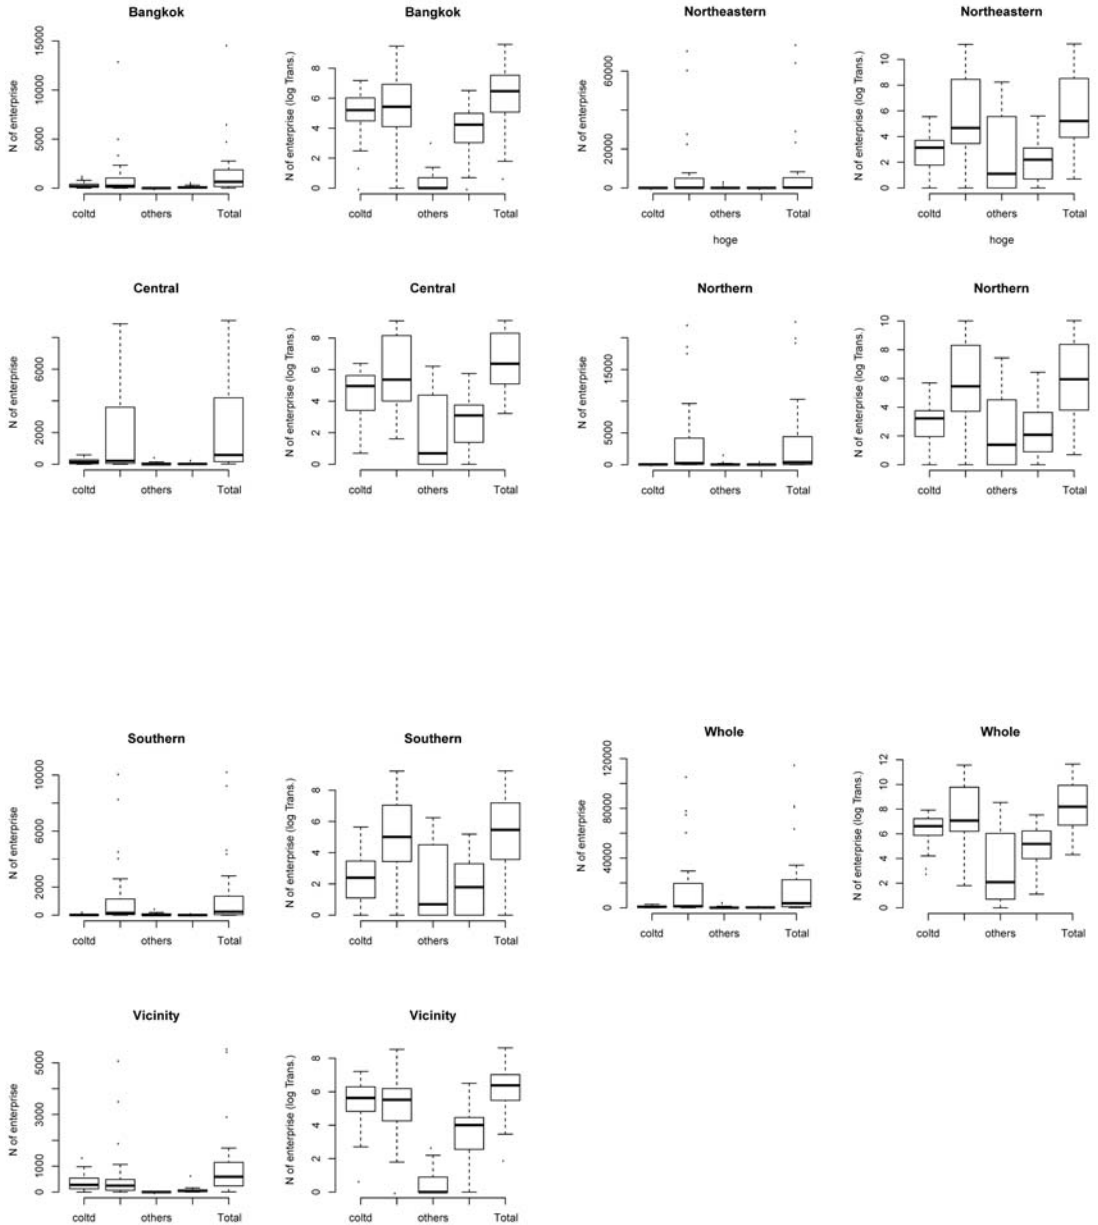 Bangkok
N of enterprise
15000
10000
5000
0
coltd
others
Total
Bangkok
N of enterprise (log Trans.)
8
6
4
2
0
coltd
others
Total
Northeastern
N of enterprise
60000
20000
0
coltd
others
Total
hoge
Northeastern
N of enterprise (log Trans.)
10
8
6
4
2
0
coltd
others
Total
hoge
Central
N of enterprise
6000
2000
0
coltd
others
Total
Central
N of enterprise (log Trans.)
8
6
4
2
0
coltd
others
Total
Northern
N of enterprise
15000
5000
0
coltd
others
Total
Northern
N of enterprise (log Trans.)
10
8
6
4
2
0
coltd
others
Total
Southern
N of enterprise
10000
6000
2000
0
coltd
others
Total
Southern
N of enterprise (log Trans.)
8
6
4
2
0
coltd
others
Total
Whole
N of enterprise
120000
80000
40000
0
coltd
others
Total
Whole
N of enterprise (log Trans.)
12
10
8
6
4
2
0
coltd
others
Total
Vicinity
N of enterprise
5000
3000
1000
0
coltd
others
Total
Vicinity
N of enterprise (log Trans.)
8
6
4
2
0
coltd
others
Total